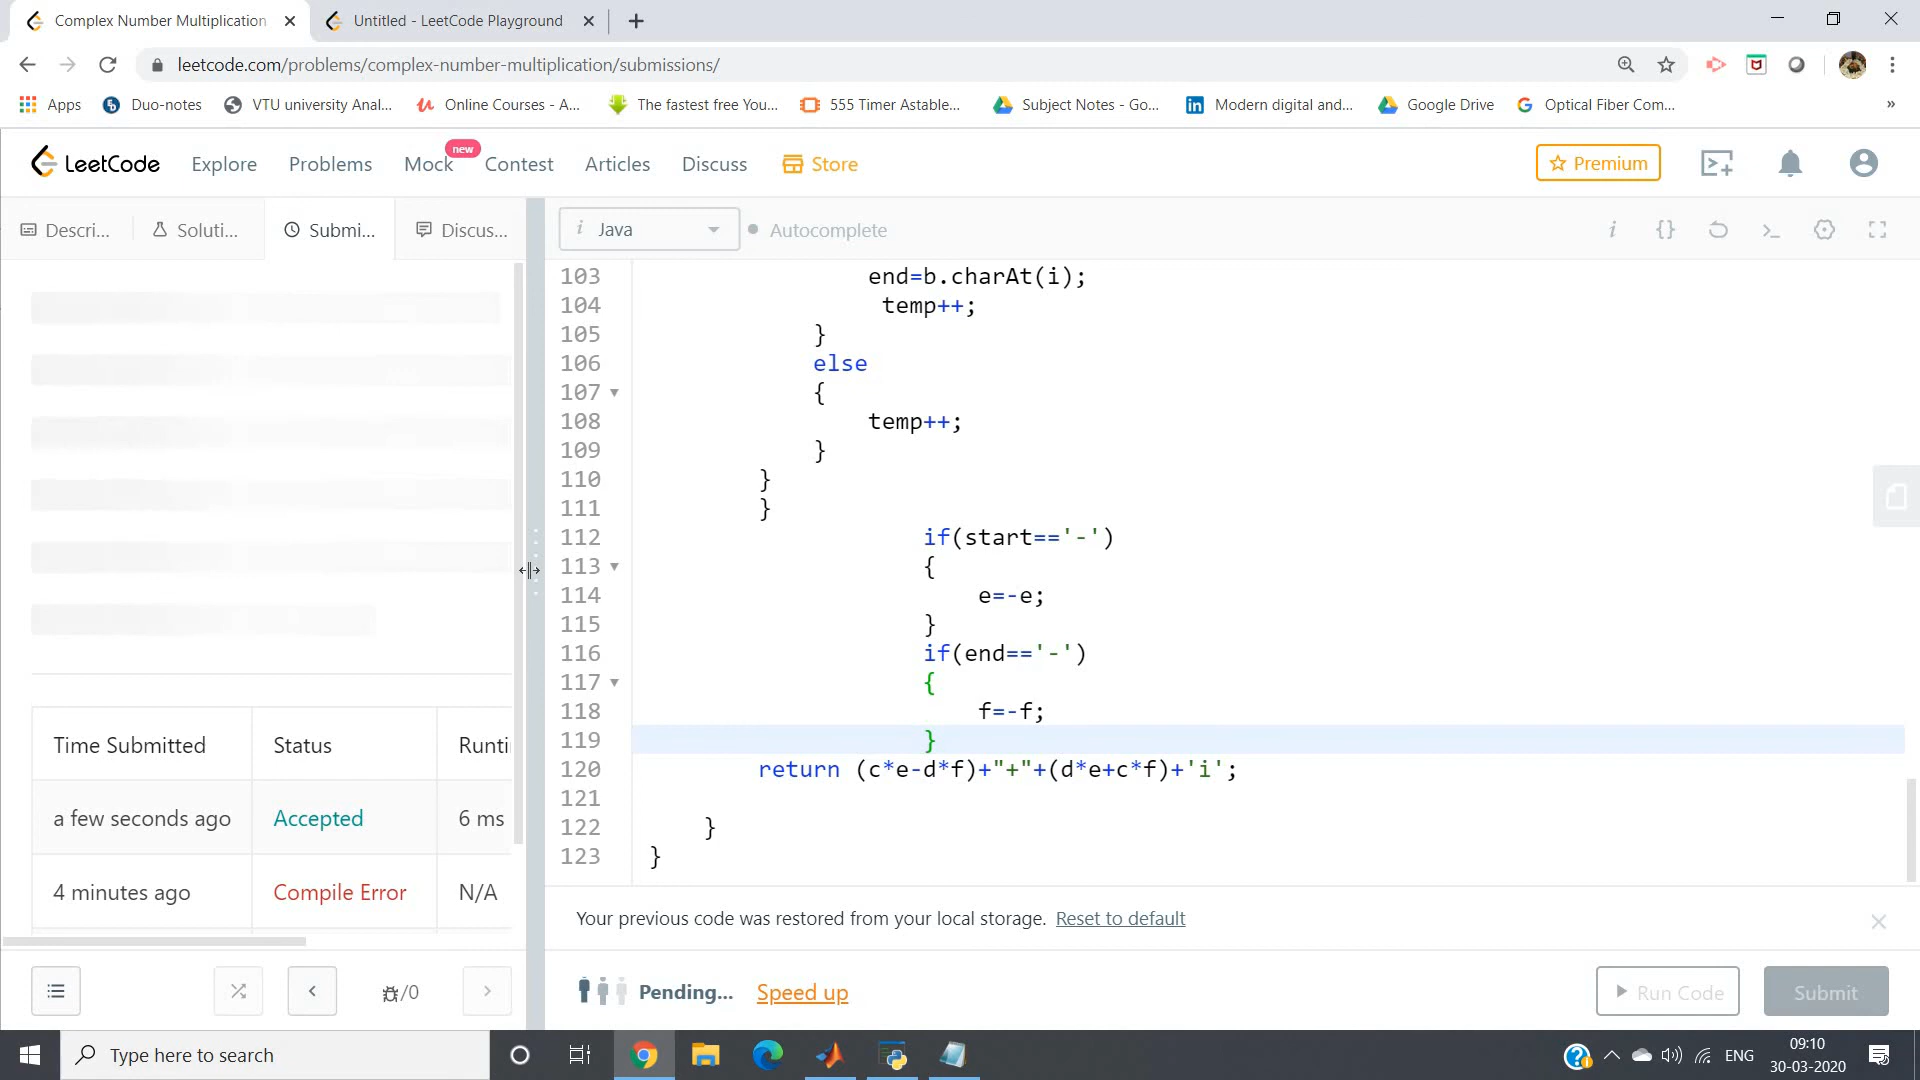 Complex Number Multiplication
Untitled - LeetCode Playground
leetcode.com/problems/complex-number-multiplication/submissions/
Apps
Duo-notes
VTU university Anal...
Online Courses - A...
The fastest free You...
555 Timer Astable...
Subject Notes - Go...
Modern digital and...
Google Drive
Optical Fiber Com...
»
LeetCode
Explore
Problems
Mock
new
Contest
Articles
Discuss
Store
Premium
Descri...
Soluti...
Submi...
Discus...
i Java
Autocomplete
i {} >_
103 end=b.charAt(i);
104 temp++;
105 }
106 else
107 {
108 temp++;
109 }
110 }
111 }
112 if(start=='-')
113 {
114 e=-e;
115 }
116 if(end=='-')
117 {
118 f=-f;
119 }
120 return (c*e-d*f)+"+"+(d*e+c*f)+'i';
121
122 }
123 }
Time Submitted Status Runti
a few seconds ago Accepted 6 ms
4 minutes ago Compile Error N/A
Your previous code was restored from your local storage. Reset to default
/0
Pending...
Speed up
Run Code
Submit
Type here to search
ENG
09:10
30-03-2020